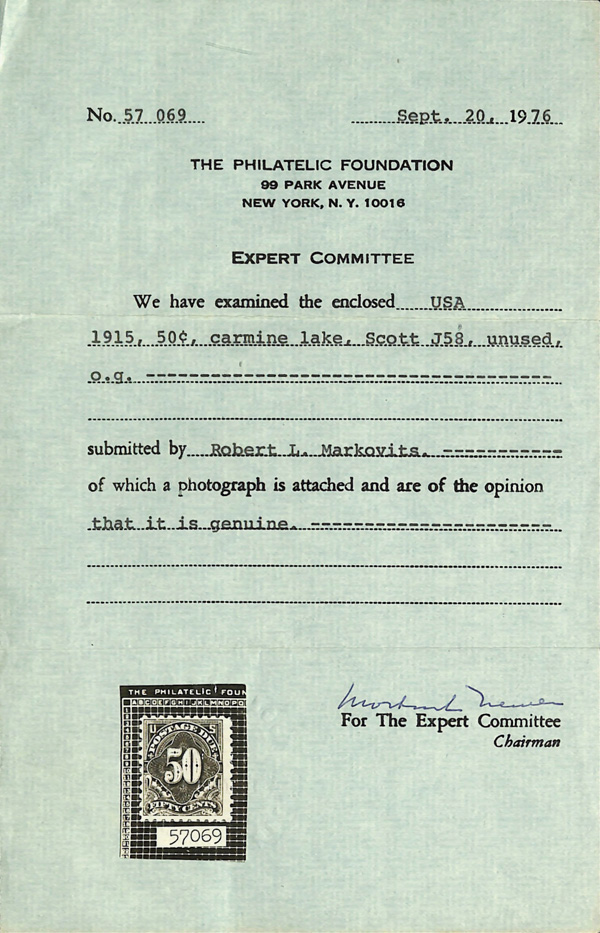 No. 57 069 Sept. 20, 1976
THE PHILATELIC FOUNDATION
99 PARK AVENUE
NEW YORK, N. Y. 10016
EXPERT COMMITTEE
We have examined the enclosed USA
1915, 50¢, carmine lake, Scott J58, unused,
o.g.
submitted by Robert L. Markovits.
of which a photograph is attached and are of the opinion
that it is genuine.
For The Expert Committee
Chairman
THE PHILATELIC FOUN
ABCDEFGHIJKLMNOPQ
U S
POSTAGE DUE
50
FIFTY CENTS
57069